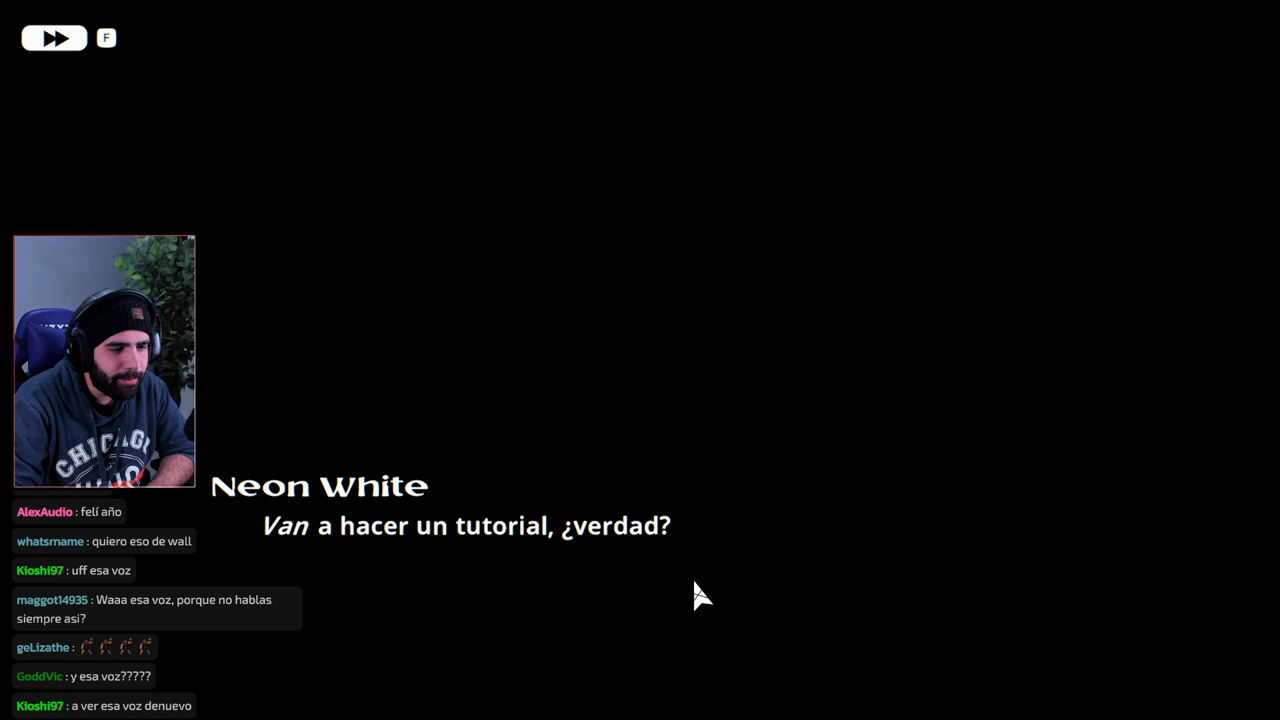 F
CHICAGO
Neon White
Van a hacer un tutorial, ¿verdad?
AlexAudio : felí año
whatsrname : quiero eso de wall
Kioshi97 : uff esa voz
maggot14935 : Waaa esa voz, porque no hablas
siempre asi?
geLizathe :
GoddVic : y esa voz?????
Kioshi97 : a ver esa voz denuevo